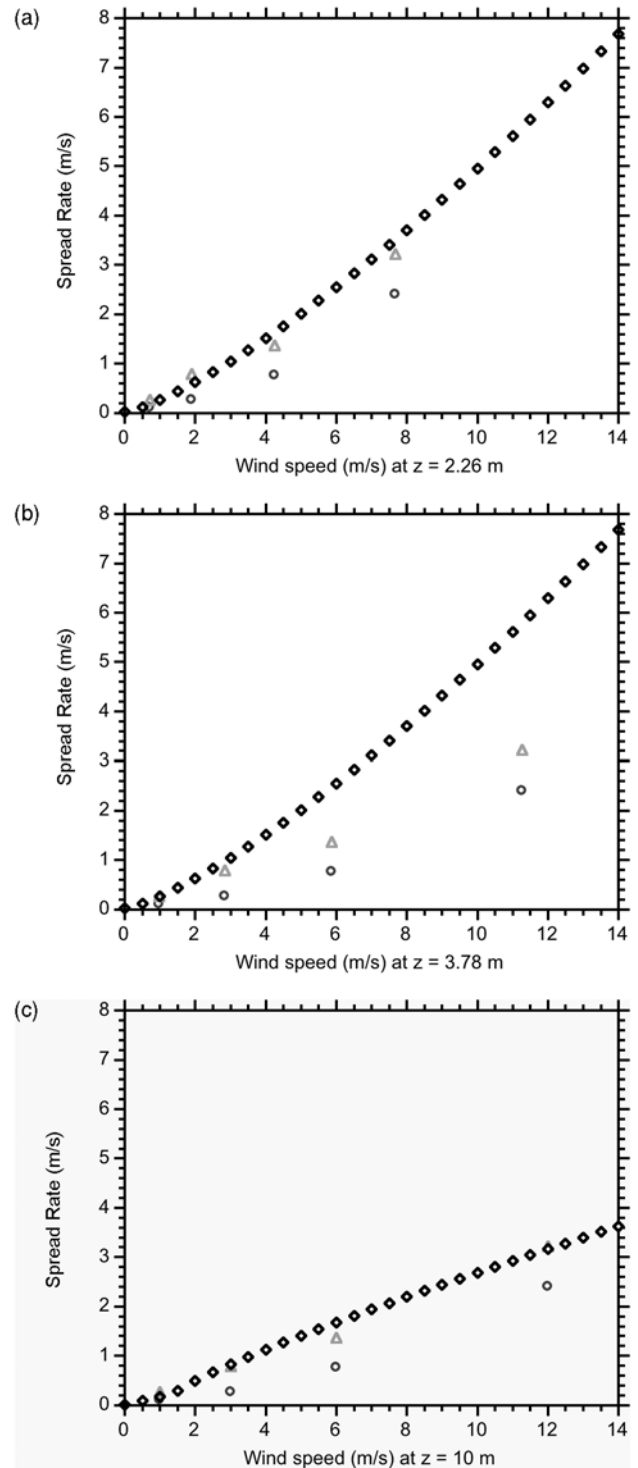 (a)
8
7
6
5
4
3
2
1
0
Spread Rate (m/s)
0 2 4 6 8 10 12 14
Wind speed (m/s) at z = 2.26 m
(b)
8
7
6
5
4
3
2
1
0
Spread Rate (m/s)
0 2 4 6 8 10 12 14
Wind speed (m/s) at z = 3.78 m
(c)
8
7
6
5
4
3
2
1
0
Spread Rate (m/s)
0 2 4 6 8 10 12 14
Wind speed (m/s) at z = 10 m